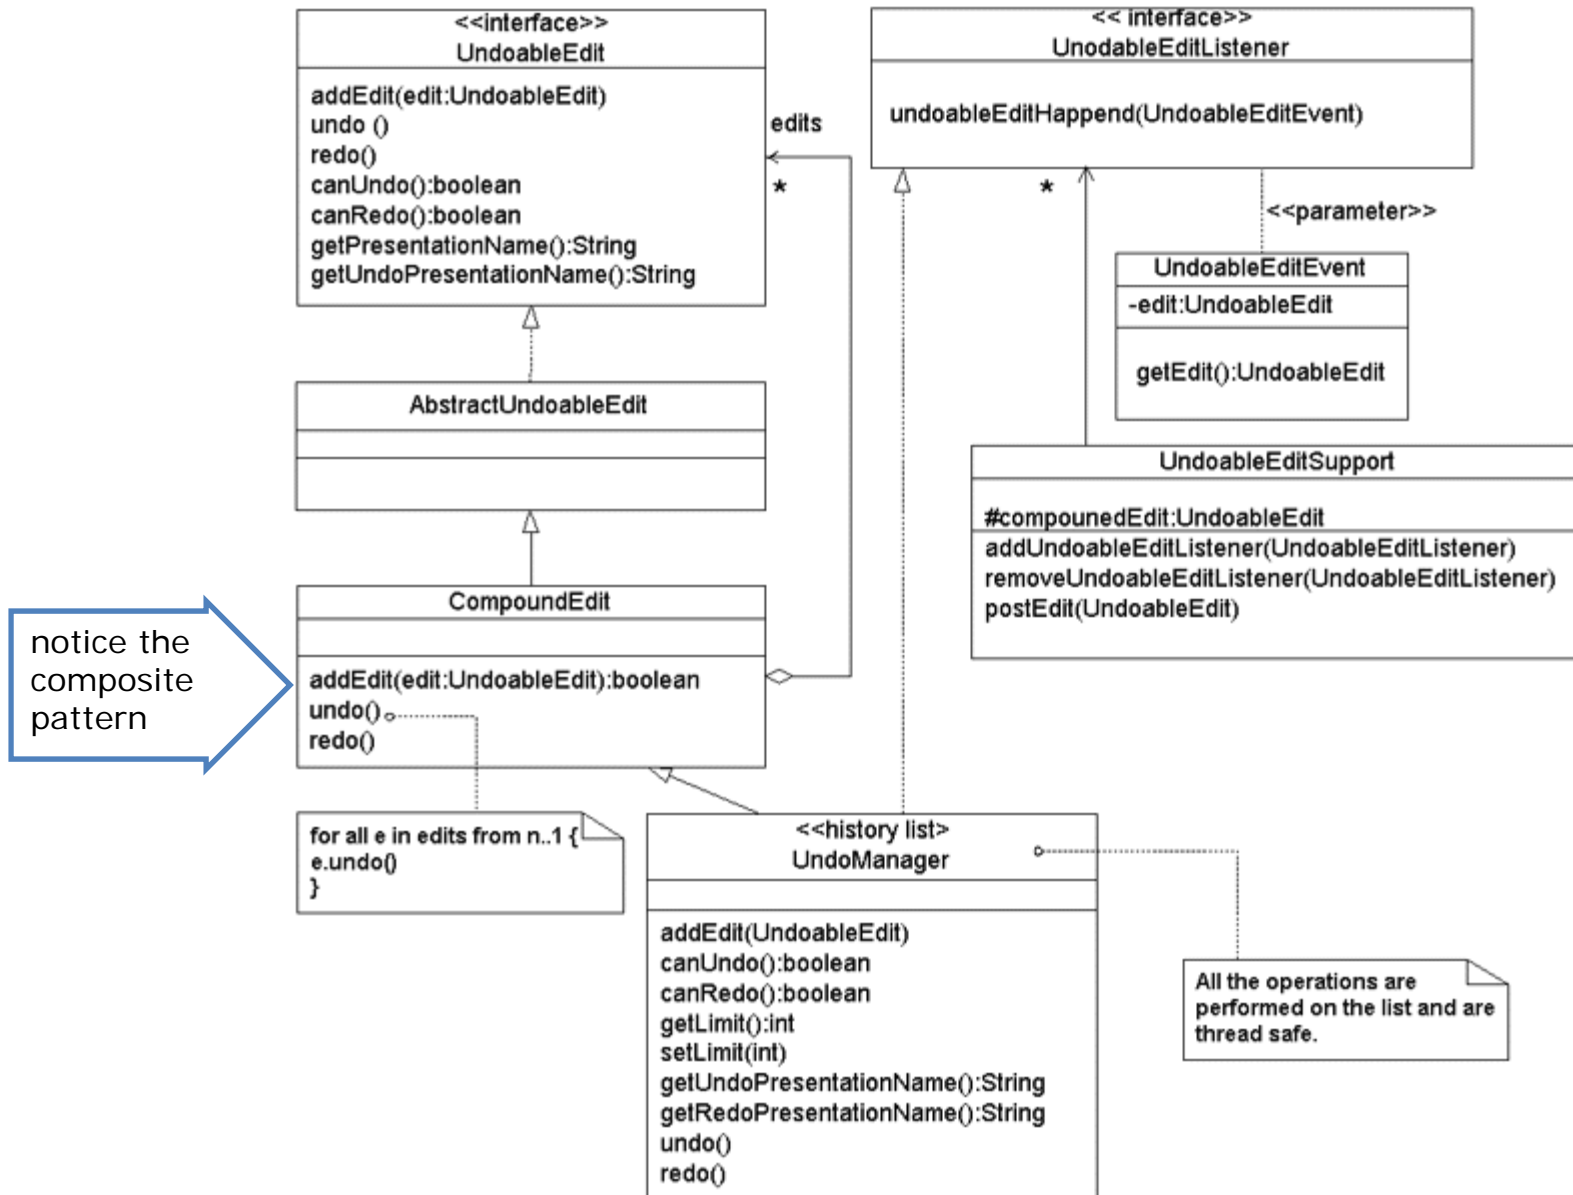 <<interface>>
UndoableEdit
addEdit(edit:UndoableEdit)
undo ()
redo()
canUndo():boolean
canRedo():boolean
getPresentationName():String
getUndoPresentationName():String
edits
*
<< interface>>
UnodableEditListener
undoableEditHappend(UndoableEditEvent)
*
<<parameter>>
UndoableEditEvent
-edit:UndoableEdit
getEdit():UndoableEdit
AbstractUndoableEdit
UndoableEditSupport
#compounedEdit:UndoableEdit
addUndoableEditListener(UndoableEditListener)
removeUndoableEditListener(UndoableEditListener)
postEdit(UndoableEdit)
notice the
composite
pattern
CompoundEdit
addEdit(edit:UndoableEdit):boolean
undo()
redo()
for all e in edits from n..1 {
e.undo()
}
<<history list>
UndoManager
addEdit(UndoableEdit)
canUndo():boolean
canRedo():boolean
getLimit():int
setLimit(int)
getUndoPresentationName():String
getRedoPresentationName():String
undo()
redo()
All the operations are
performed on the list and are
thread safe.